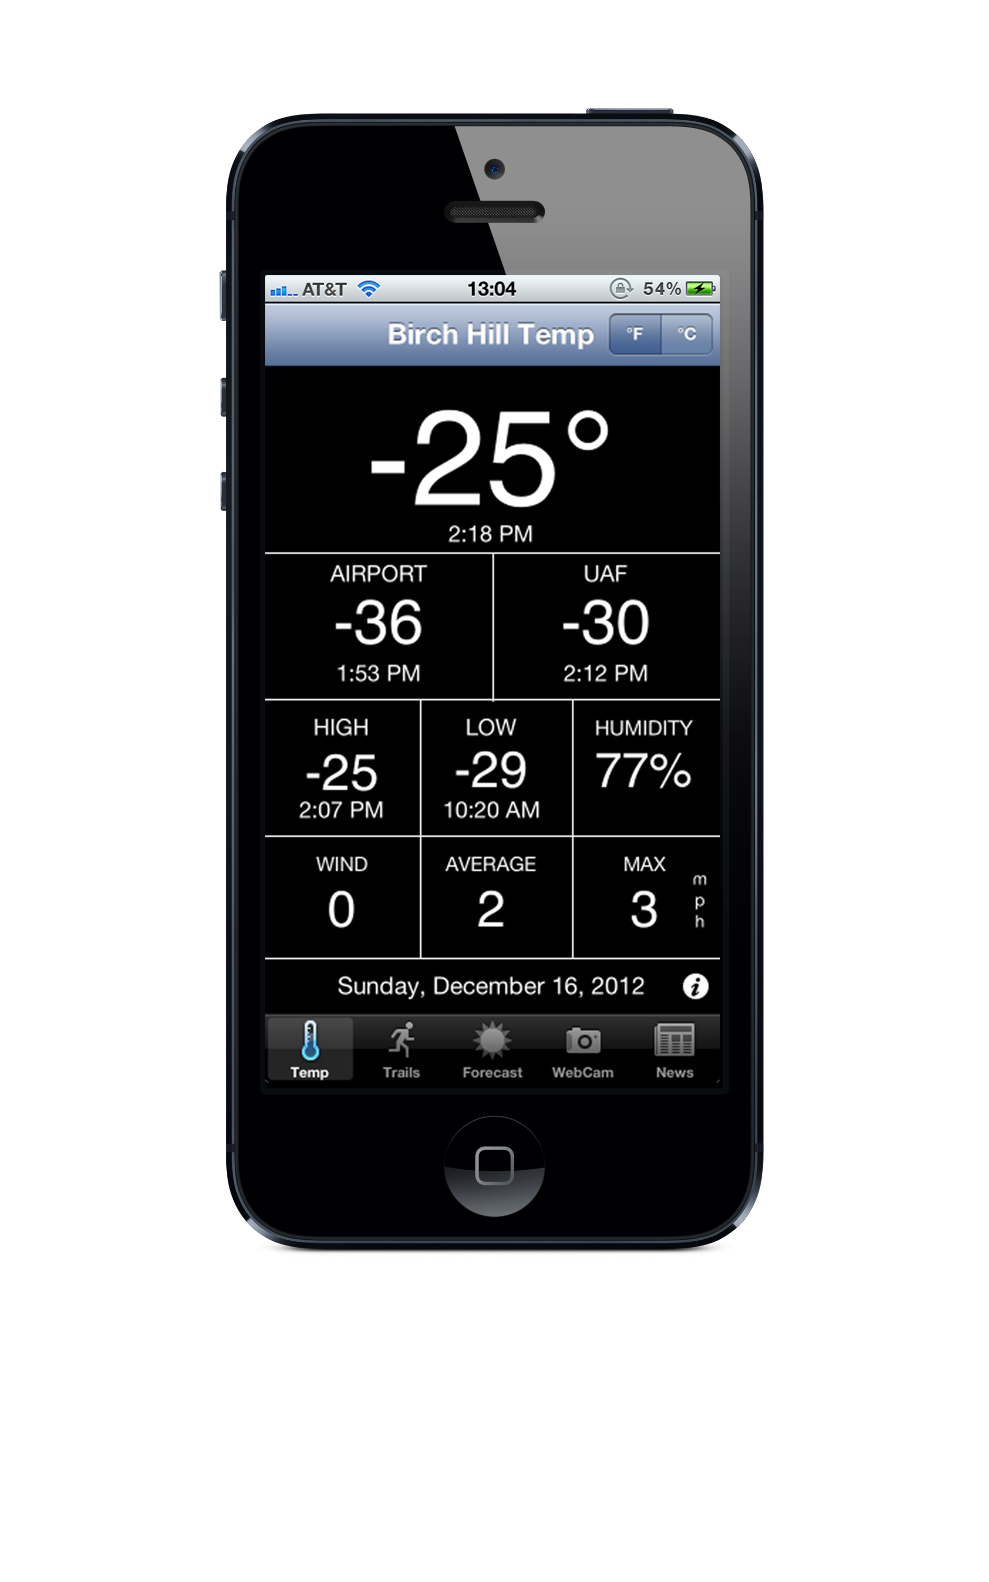 AT&T 13:04 54%
Birch Hill Temp °F °C
-25°
2:18 PM
AIRPORT UAF
-36 -30
1:53 PM 2:12 PM
HIGH LOW HUMIDITY
-25 -29 77%
2:07 PM 10:20 AM
WIND AVERAGE MAX
0 2 3 mph
Sunday, December 16, 2012 i
Temp Trails Forecast WebCam News